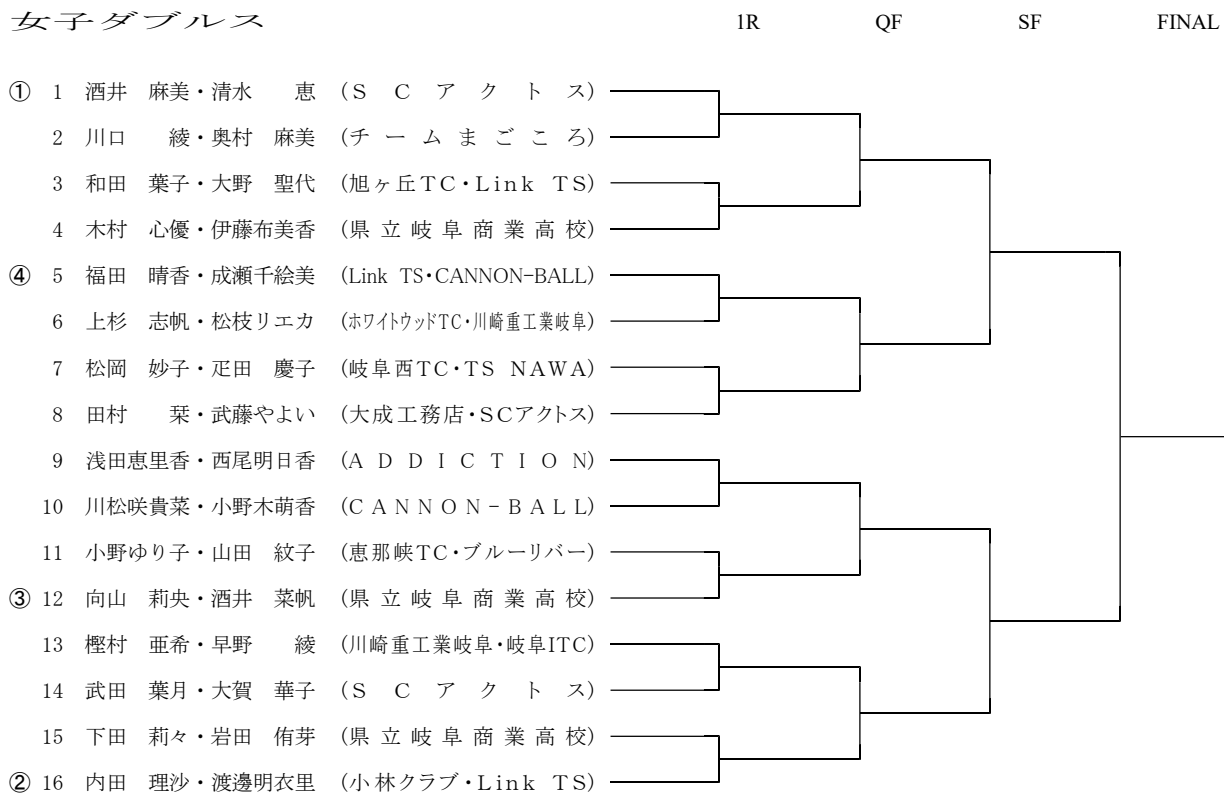 女子ダブルス 1R QF SF FINAL
① 1 酒井 麻美・清水 恵 (SCアクトス)
2 川口 綾・奥村 麻美 (チームまごころ)
3 和田 葉子・大野 聖代 (旭ヶ丘TC・Link TS)
4 木村 心優・伊藤布美香 (県立岐阜商業高校)
④ 5 福田 晴香・成瀬千絵美 (Link TS・CANNON-BALL)
6 上杉 志帆・松枝リエカ (ホワイトウッドTC・川崎重工業岐阜)
7 松岡 妙子・疋田 慶子 (岐阜西TC・TS NAWA)
8 田村 栞・武藤やよい (大成工務店・SCアクトス)
9 浅田恵里香・西尾明日香 (ADDICTION)
10 川松咲貴菜・小野木萌香 (CANNON-BALL)
11 小野ゆり子・山田 紋子 (恵那峡TC・ブルーリバー)
③ 12 向山 莉央・酒井 菜帆 (県立岐阜商業高校)
13 樫村 亜希・早野 綾 (川崎重工業岐阜・岐阜ITC)
14 武田 葉月・大賀 華子 (SCアクトス)
15 下田 莉々・岩田 侑芽 (県立岐阜商業高校)
② 16 内田 理沙・渡邊明衣里 (小林クラブ・Link TS)